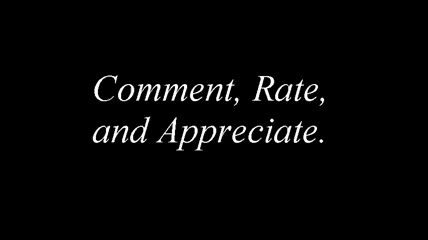 Comment, Rate,
and Appreciate.